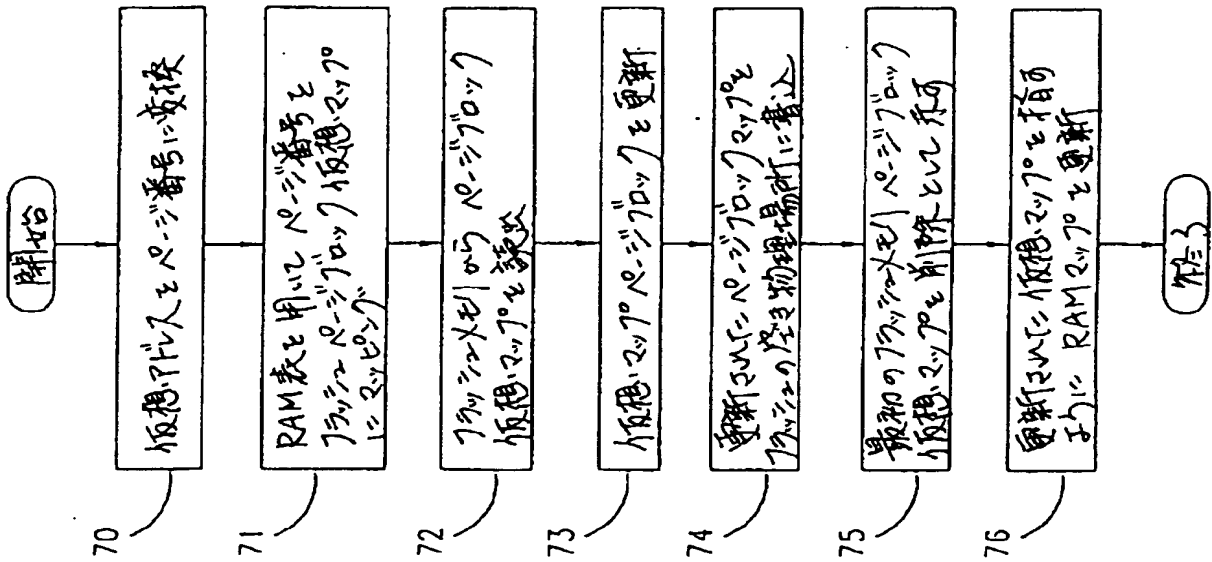 開始
70
仮想アドレスをページ番号に変換
71
RAM表を用いて ページ番号を
フラッシュ ページブロック 仮想マップ
にマッピング
72
フラッシュメモリから ページブロック
仮想マップを読込
73
仮想マップページブロックを更新
74
更新されたページブロックマップを
フラッシュの空き物理場所に書込
75
最初のフラッシュメモリ ページブロック
仮想マップを削除として示す
76
更新された仮想マップを指す
ように RAMマップを更新
終了